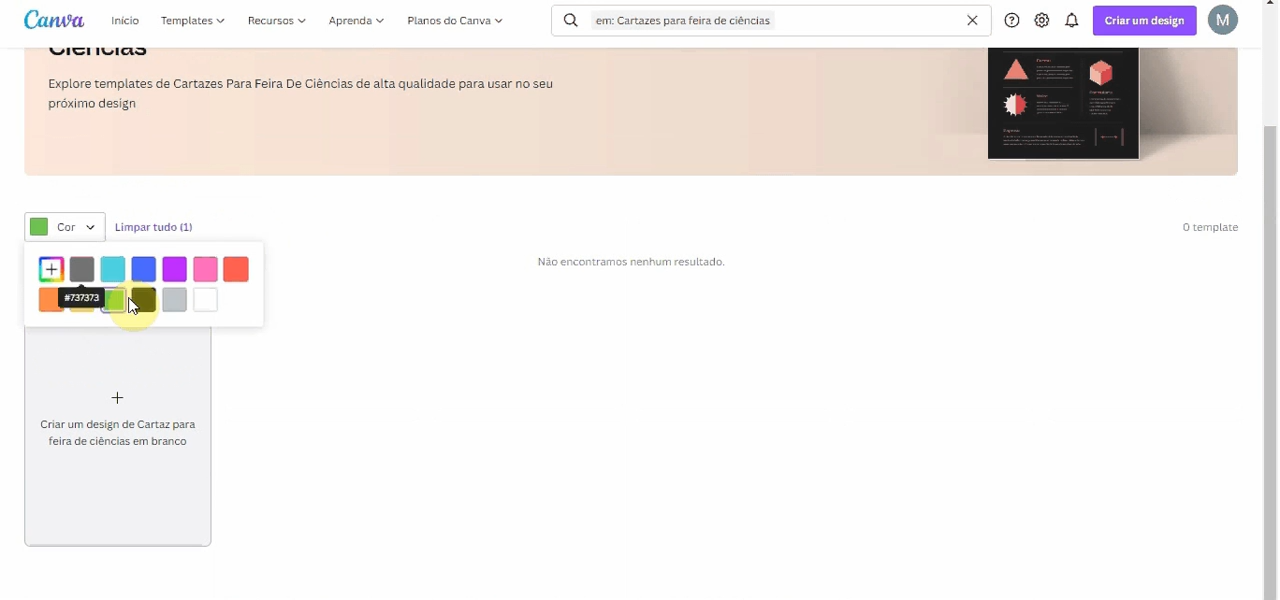 Canva
Início
Templates
Recursos
Aprenda
Planos do Canva
em: Cartazes para feira de ciências
Criar um design
M
Ciências
Explore templates de Cartazes Para Feira De Ciências de alta qualidade para usar no seu
próximo design
Cor
Limpar tudo (1)
0 template
Não encontramos nenhum resultado.
#737373
Criar um design de Cartaz para
feira de ciências em branco